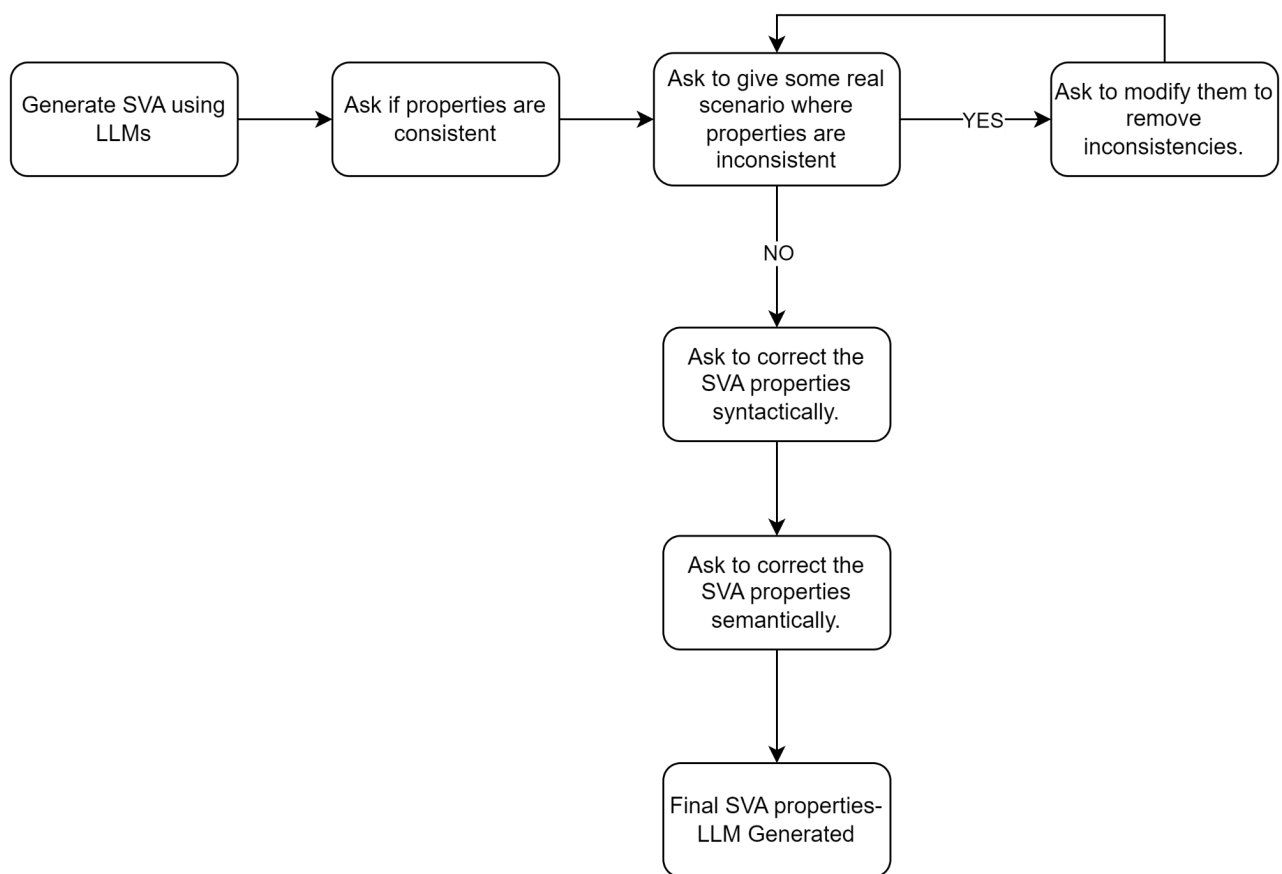 Generate SVA using
LLMs
Ask if properties are
consistent
Ask to give some real
scenario where
properties are
inconsistent
YES
Ask to modify them to
remove
inconsistencies.
NO
Ask to correct the
SVA properties
syntactically.
Ask to correct the
SVA properties
semantically.
Final SVA properties-
LLM Generated